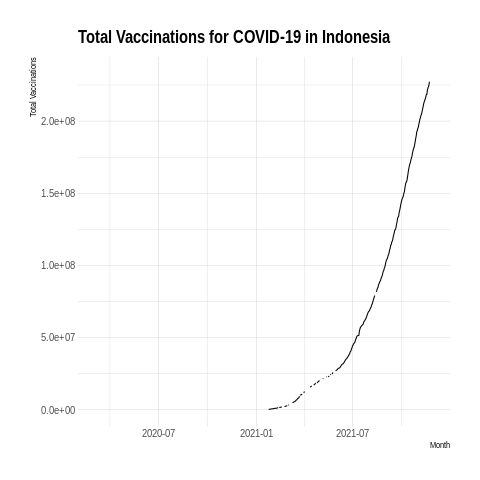 Total Vaccinations for COVID-19 in Indonesia
Total Vaccinations
2.0e+08
1.5e+08
1.0e+08
5.0e+07
0.0e+00
2020-07
2021-01
2021-07
Month